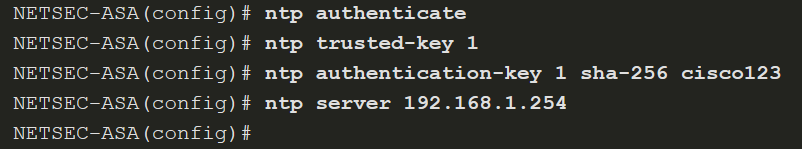 NETSEC-ASA(config)# ntp authenticate
NETSEC-ASA(config)# ntp trusted-key 1
NETSEC-ASA(config)# ntp authentication-key 1 sha-256 cisco123
NETSEC-ASA(config)# ntp server 192.168.1.254
NETSEC-ASA(config)#